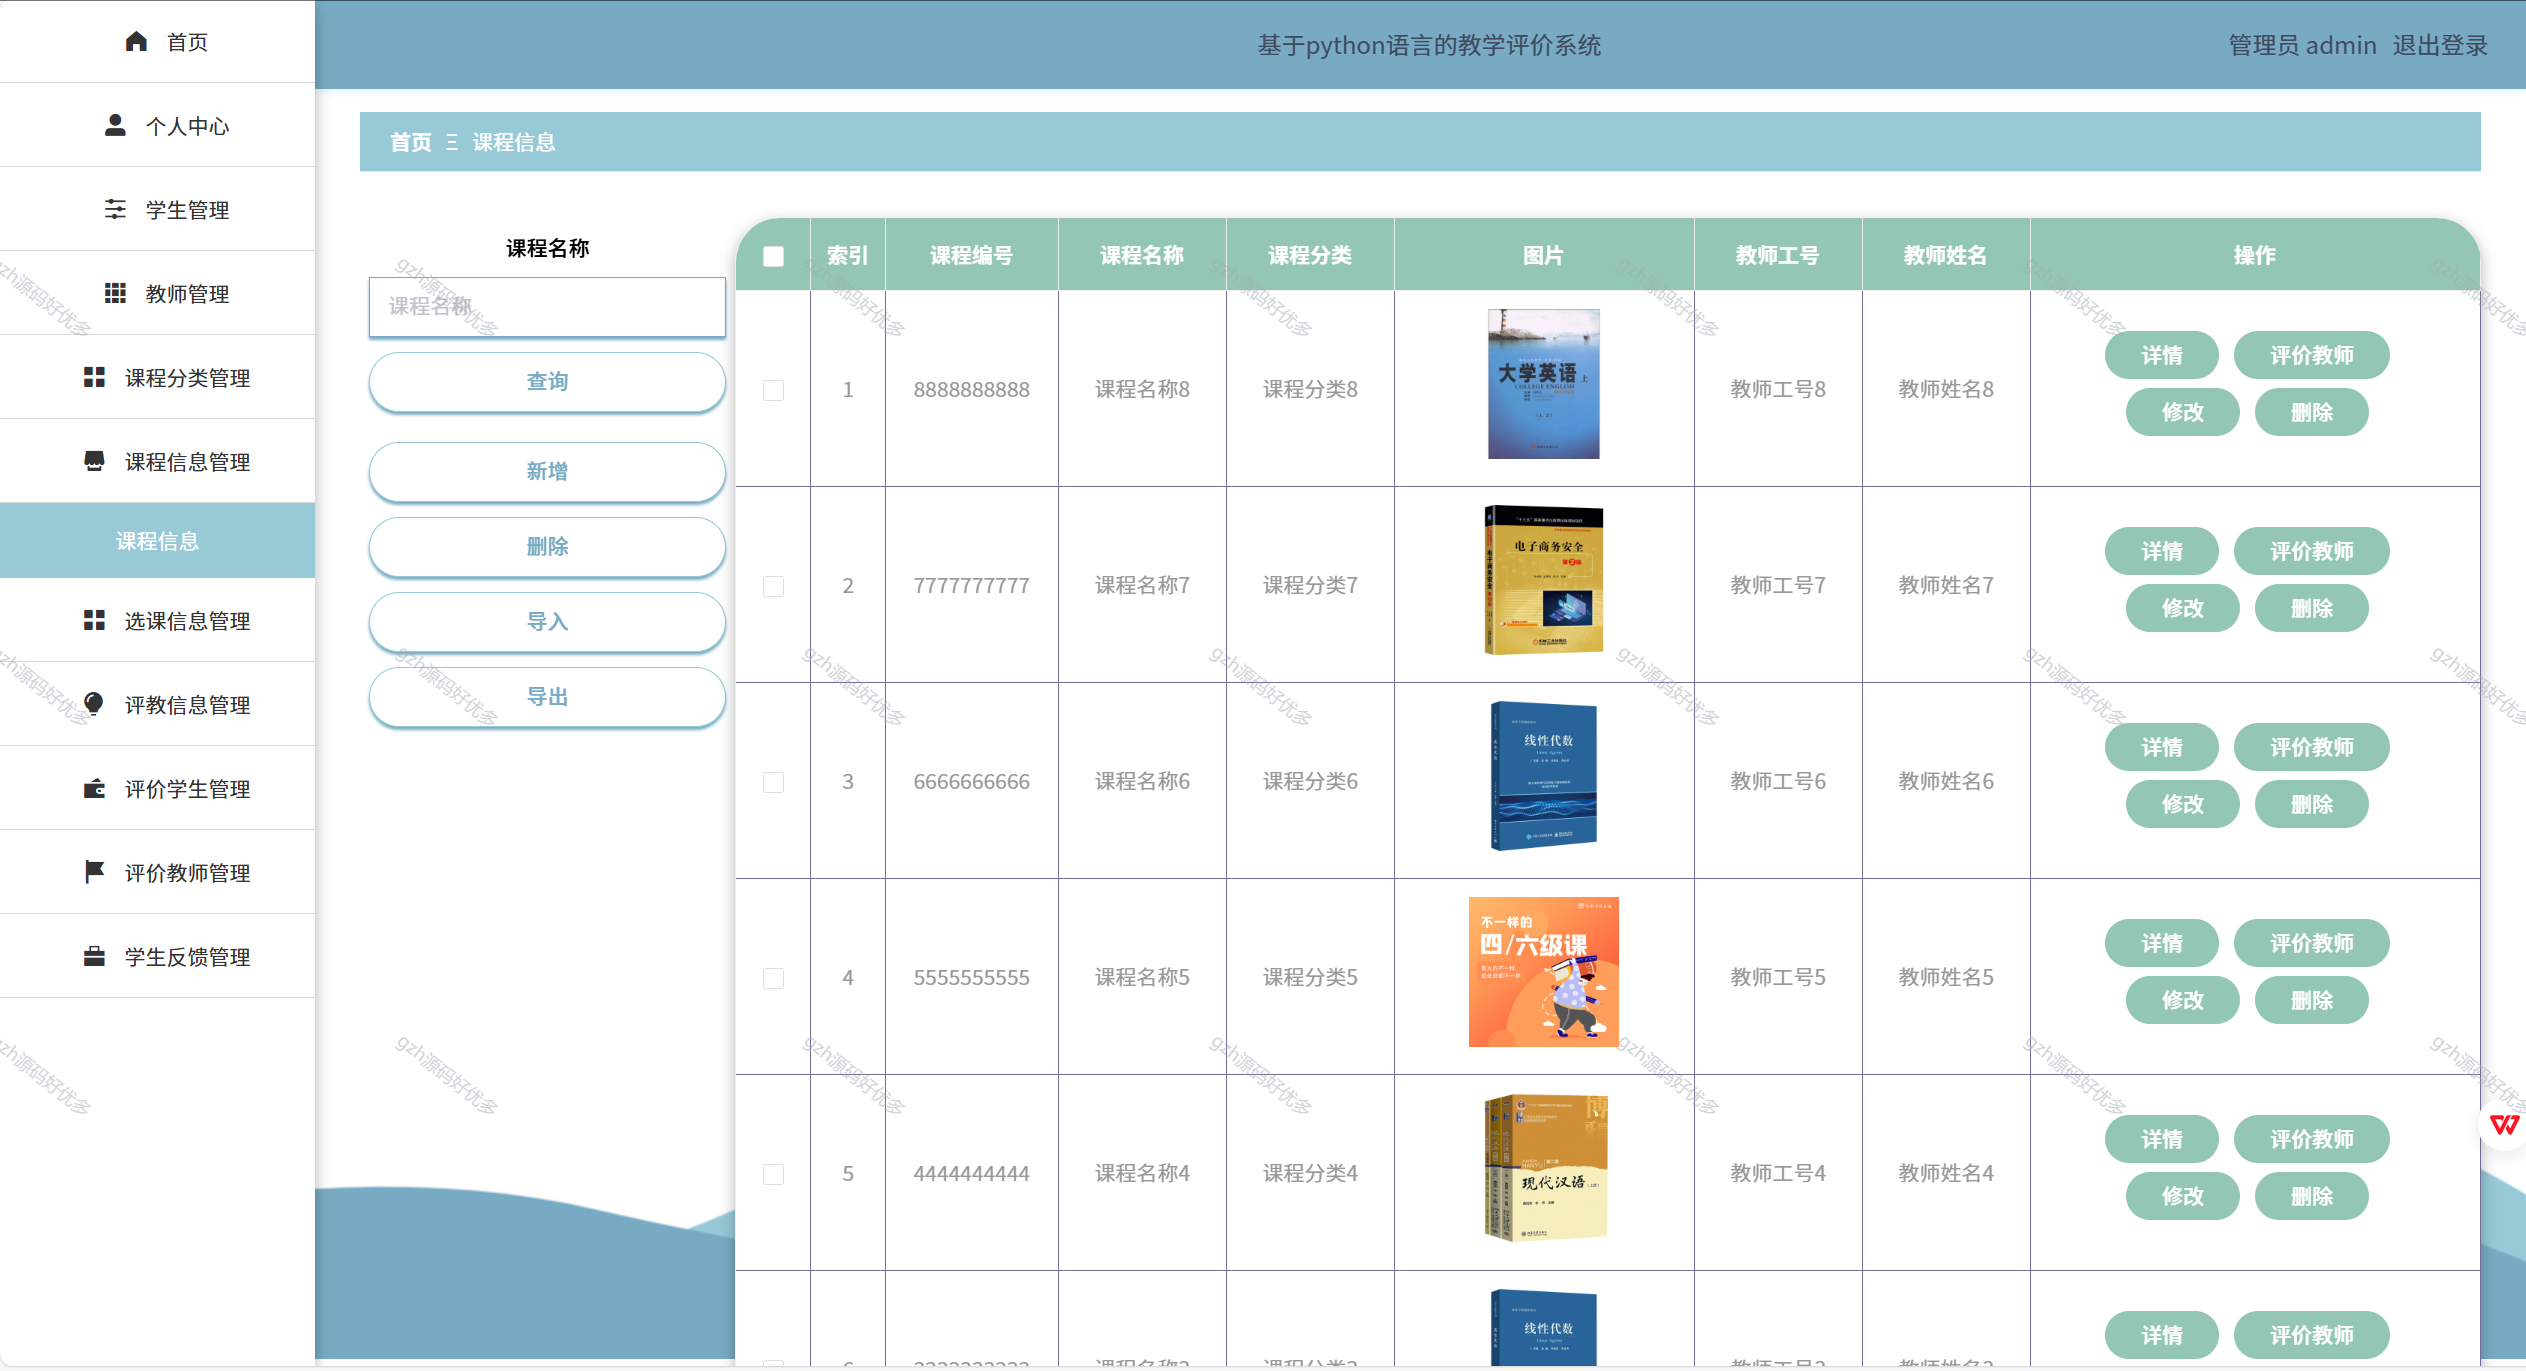 首页
个人中心
学生管理
教师管理
课程分类管理
课程信息管理
课程信息
选课信息管理
评教信息管理
评价学生管理
评价教师管理
学生反馈管理
基于python语言的教学评价系统
管理员 admin 退出登录
首页 三 课程信息
课程名称
课程名称
查询
新增
删除
导入
导出
索引 课程编号 课程名称 课程分类 图片 教师工号 教师姓名 操作
1 8888888888 课程名称8 课程分类8 教师工号8 教师姓名8
大学英语 上
COLLEGE ENGLISH
详情 评价教师
修改 删除
2 7777777777 课程名称7 课程分类7 教师工号7 教师姓名7
电子商务安全
第2版
电子商务安全
详情 评价教师
修改 删除
3 6666666666 课程名称6 课程分类6 教师工号6 教师姓名6
线性代数
详情 评价教师
修改 删除
4 5555555555 课程名称5 课程分类5 教师工号5 教师姓名5
不一样的
四/六级课
详情 评价教师
修改 删除
5 4444444444 课程名称4 课程分类4 教师工号4 教师姓名4
现代汉语
详情 评价教师
修改 删除
线性代数
详情 评价教师
gzh源码好优多